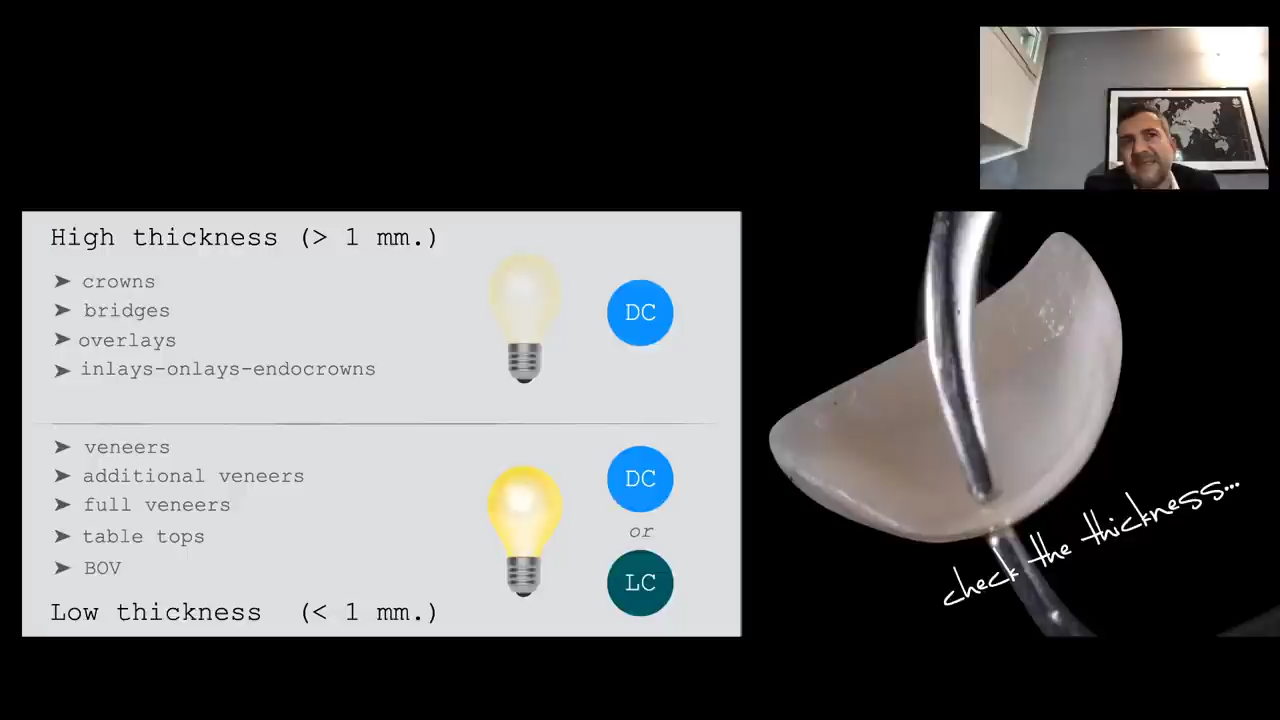 High thickness (> 1 mm.)
➤ crowns
➤ bridges
➤ overlays
➤ inlays-onlays-endocrowns
DC
➤ veneers
➤ additional veneers
➤ full veneers
➤ table tops
➤ BOV
DC
or
LC
Low thickness (< 1 mm.)
check the thickness...